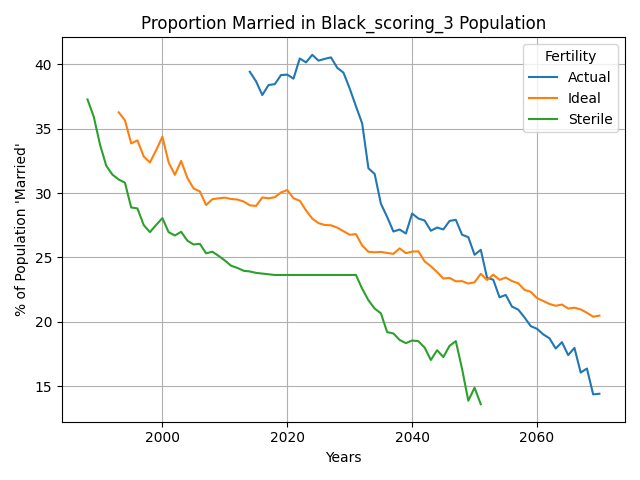 Proportion Married in Black_scoring_3 Population
% of Population 'Married'
40
35
30
25
20
15
2000
2020
2040
2060
Years
Fertility
Actual
Ideal
Sterile